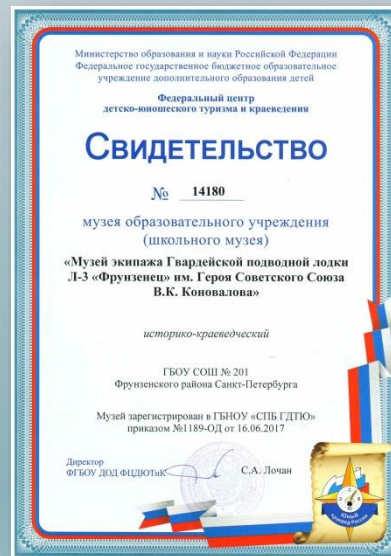 Министерство образования и науки Российской Федерации
Федеральное государственное бюджетное образовательное
учреждение дополнительного образования детей
Федеральный центр
детско-юношеского туризма и краеведения
Свидетельство
№ 14180
музея образовательного учреждения
(школьного музея)
«Музей экипажа Гвардейской подводной лодки
Л-3 «Фрунзенец» им. Героя Советского Союза
В.К. Коновалова»
историко-краеведческий
ГБОУ СОШ № 201
Фрунзенского района Санкт-Петербурга
Музей зарегистрирован в ГБНОУ «СПБ ГДТЮ»
приказом №1189-ОД от 16.06.2017
Директор
ФГБОУ ДОД ФЦДЮТиК
С.А. Лочан
Юный
краевед России